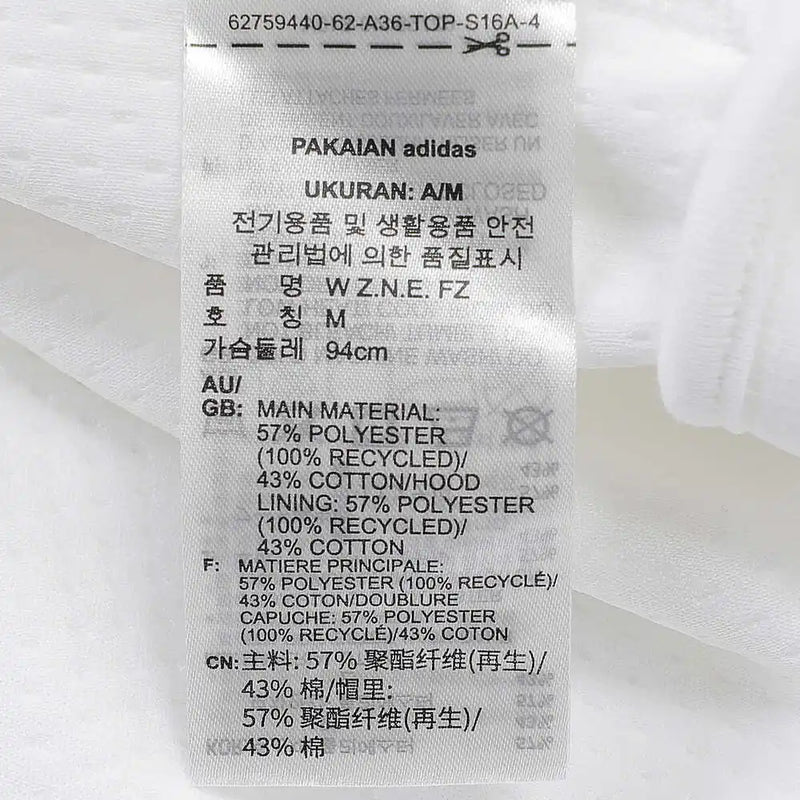 62759440-62-A36-TOP-S16A-4
PAKAIAN adidas
UKURAN: A/M
전기용품 및 생활용품 안전
관리법에 의한 품질표시
품 명 W Z.N.E. FZ
호 칭 M
가슴둘레 94cm
AU/
GB: MAIN MATERIAL:
57% POLYESTER
(100% RECYCLED)/
43% COTTON/HOOD
LINING: 57% POLYESTER
(100% RECYCLED)/
43% COTTON
F: MATIERE PRINCIPALE:
57% POLYESTER (100% RECYCLÉ)/
43% COTON/DOUBLURE
CAPUCHE: 57% POLYESTER
(100% RECYCLÉ)/43% COTON
CN: 主料: 57% 聚酯纤维(再生)/
43% 棉/帽里:
57% 聚酯纤维(再生)/
43% 棉